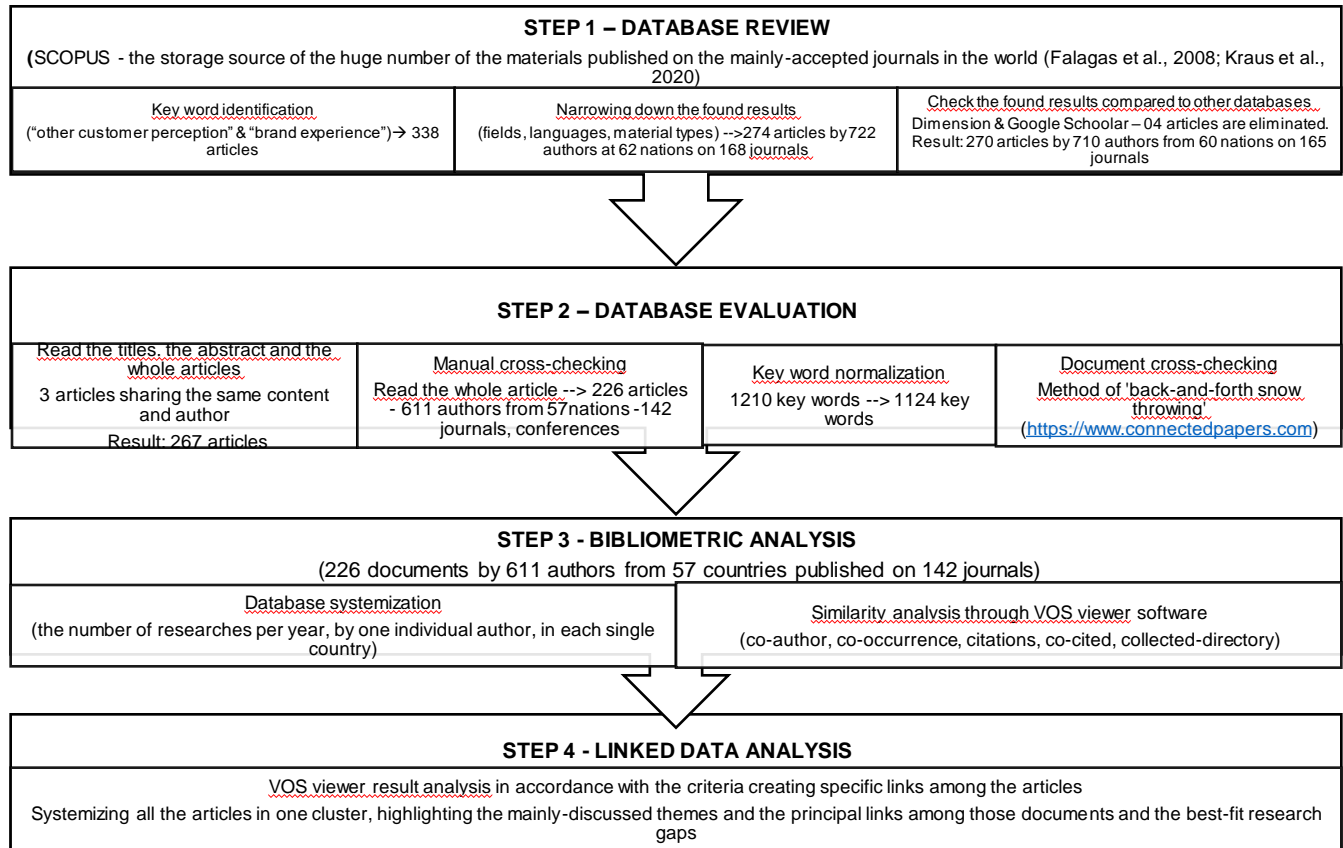 STEP 1 – DATABASE REVIEW
(SCOPUS - the storage source of the huge number of the materials published on the mainly-accepted journals in the world (Falagas et al., 2008; Kraus et al.,
2020)
Key word identification
(“other customer perception” & “brand experience”)→ 338
articles
Narrowing down the found results
(fields, languages, material types) -->274 articles by 722
authors at 62 nations on 168 journals
Check the found results compared to other databases
Dimension & Google Schoolar – 04 articles are eliminated.
Result: 270 articles by 710 authors from 60 nations on 165
journals
STEP 2 – DATABASE EVALUATION
Read the titles. the abstract and the
whole articles
3 articles sharing the same content
and author
Result: 267 articles
Manual cross-checking
Read the whole article --> 226 articles
- 611 authors from 57nations -142
journals, conferences
Key word normalization
1210 key words --> 1124 key
words
Document cross-checking
Method of 'back-and-forth snow
throwing'
(https://www.connectedpapers.com)
STEP 3 - BIBLIOMETRIC ANALYSIS
(226 documents by 611 authors from 57 countries published on 142 journals)
Database systemization
(the number of researches per year, by one individual author, in each single
country)
Similarity analysis through VOS viewer software
(co-author, co-occurrence, citations, co-cited, collected-directory)
STEP 4 - LINKED DATA ANALYSIS
VOS viewer result analysis in accordance with the criteria creating specific links among the articles
Systemizing all the articles in one cluster, highlighting the mainly-discussed themes and the principal links among those documents and the best-fit research
gaps